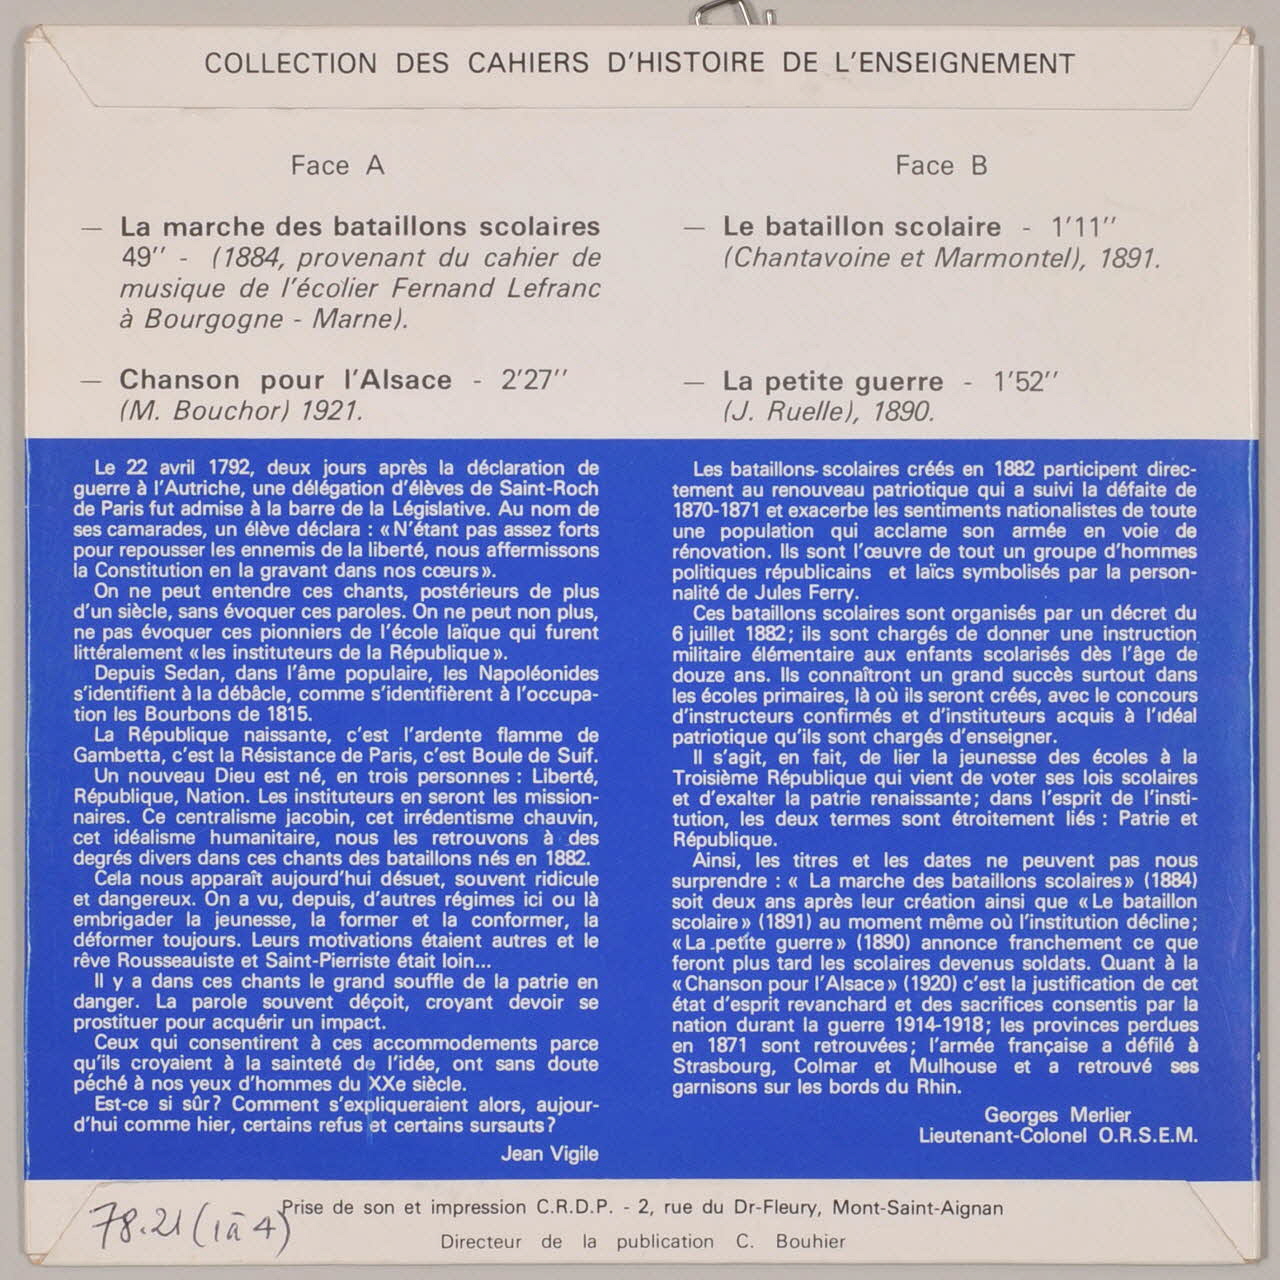 COLLECTION DES CAHIERS D'HISTOIRE DE L'ENSEIGNEMENT
Face A
— La marche des bataillons scolaires
49'' - (1884, provenant du cahier de
musique de l'écolier Fernand Lefranc
à Bourgogne - Marne).
— Chanson pour l'Alsace - 2'27''
(M. Bouchor) 1921.
Face B
— Le bataillon scolaire - 1'11''
(Chantavoine et Marmontel), 1891.
— La petite guerre - 1'52''
(J. Ruelle), 1890.
Le 22 avril 1792, deux jours après la déclaration de
guerre à l'Autriche, une délégation d'élèves de Saint-Roch
de Paris fut admise à la barre de la Législative. Au nom de
ses camarades, un élève déclara : « N'étant pas assez forts
pour repousser les ennemis de la liberté, nous affermissons
la Constitution en la gravant dans nos cœurs ».
On ne peut entendre ces chants, postérieurs de plus
d'un siècle, sans évoquer ces paroles. On ne peut non plus,
ne pas évoquer ces pionniers de l'école laïque qui furent
littéralement « les instituteurs de la République ».
Depuis Sedan, dans l'âme populaire, les Napoléonides
s'identifient à la débâcle, comme s'identifièrent à l'occupa-
tion les Bourbons de 1815.
La République naissante, c'est l'ardente flamme de
Gambetta, c'est la Résistance de Paris, c'est Boule de Suif.
Un nouveau Dieu est né, en trois personnes : Liberté,
République, Nation. Les instituteurs en seront les mission-
naires. Ce centralisme jacobin, cet irrédentisme chauvin,
cet idéalisme humanitaire, nous les retrouvons à des
degrés divers dans ces chants des bataillons nés en 1882.
Cela nous apparaît aujourd'hui désuet, souvent ridicule
et dangereux. On a vu, depuis, d'autres régimes ici ou là
embrigader la jeunesse, la former et la conformer, la
déformer toujours. Leurs motivations étaient autres et le
rêve Rousseauiste et Saint-Pierriste était loin...
Il y a dans ces chants le grand souffle de la patrie en
danger. La parole souvent déçoit, croyant devoir se
prostituer pour acquérir un impact.
Ceux qui consentirent à ces accommodements parce
qu'ils croyaient à la sainteté de l'idée, ont sans doute
péché à nos yeux d'hommes du XXe siècle.
Est-ce si sûr? Comment s'expliqueraient alors, aujour-
d'hui comme hier, certains refus et certains sursauts?
Jean Vigile
Les bataillons scolaires créés en 1882 participent direc-
tement au renouveau patriotique qui a suivi la défaite de
1870-1871 et exacerbe les sentiments nationalistes de toute
une population qui acclame son armée en voie de
rénovation. Ils sont l'œuvre de tout un groupe d'hommes
politiques républicains et laïcs symbolisés par la person-
nalité de Jules Ferry.
Ces bataillons scolaires sont organisés par un décret du
6 juillet 1882; ils sont chargés de donner une instruction
militaire élémentaire aux enfants scolarisés dès l'âge de
douze ans. Ils connaîtront un grand succès surtout dans
les écoles primaires, là où ils seront créés, avec le concours
d'instructeurs confirmés et d'instituteurs acquis à l'idéal
patriotique qu'ils sont chargés d'enseigner.
Il s'agit, en fait, de lier la jeunesse des écoles à la
Troisième République qui vient de voter ses lois scolaires
et d'exalter la patrie renaissante; dans l'esprit de l'insti-
tution, les deux termes sont étroitement liés : Patrie et
République.
Ainsi, les titres et les dates ne peuvent pas nous
surprendre : « La marche des bataillons scolaires» (1884)
soit deux ans après leur création ainsi que « Le bataillon
scolaire » (1891) au moment même où l'institution décline;
« La petite guerre » (1890) annonce franchement ce que
feront plus tard les scolaires devenus soldats. Quant à la
« Chanson pour l'Alsace » (1920) c'est la justification de cet
état d'esprit revanchard et des sacrifices consentis par la
nation durant la guerre 1914-1918; les provinces perdues
en 1871 sont retrouvées; l'armée française a défilé à
Strasbourg, Colmar et Mulhouse et a retrouvé ses
garnisons sur les bords du Rhin.
Georges Merlier
Lieutenant-Colonel O.R.S.E.M.
78.21 (1 à 4)
Prise de son et impression C.R.D.P. - 2, rue du Dr-Fleury, Mont-Saint-Aignan
Directeur de la publication C. Bouhier